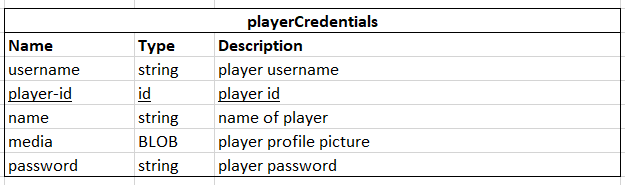 playerCredentials
Name Type Description
username string player username
player-id id player id
name string name of player
media BLOB player profile picture
password string player password